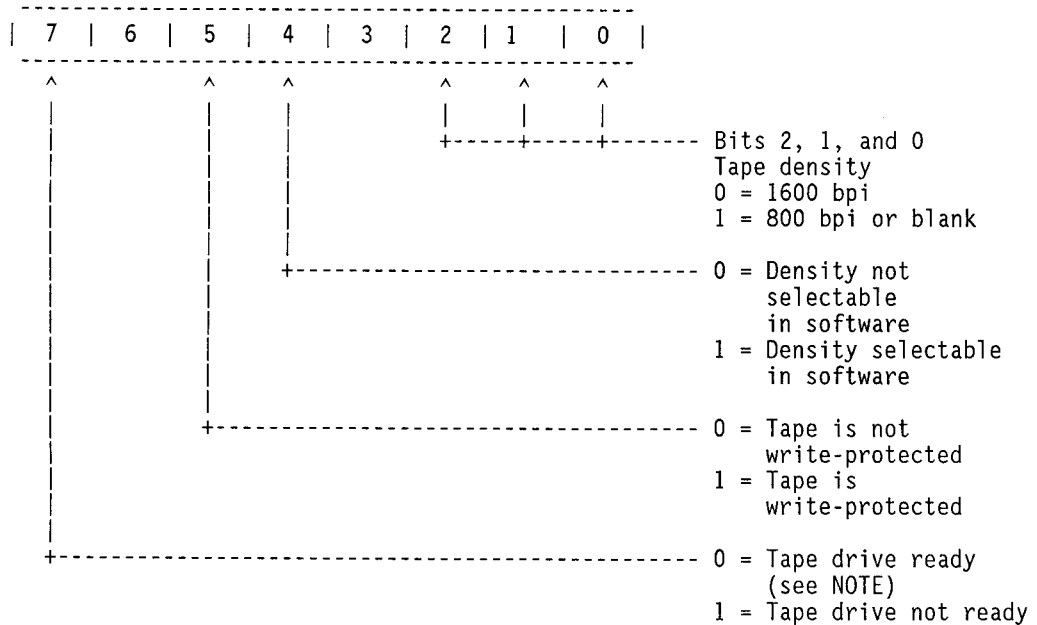 | 7 | 6 | 5 | 4 | 3 | 2 | 1 | 0 |
Bits 2, 1, and 0
Tape density
0 = 1600 bpi
1 = 800 bpi or blank
0 = Density not
selectable
in software
1 = Density selectable
in software
0 = Tape is not
write-protected
1 = Tape is
write-protected
0 = Tape drive ready
(see NOTE)
1 = Tape drive not ready